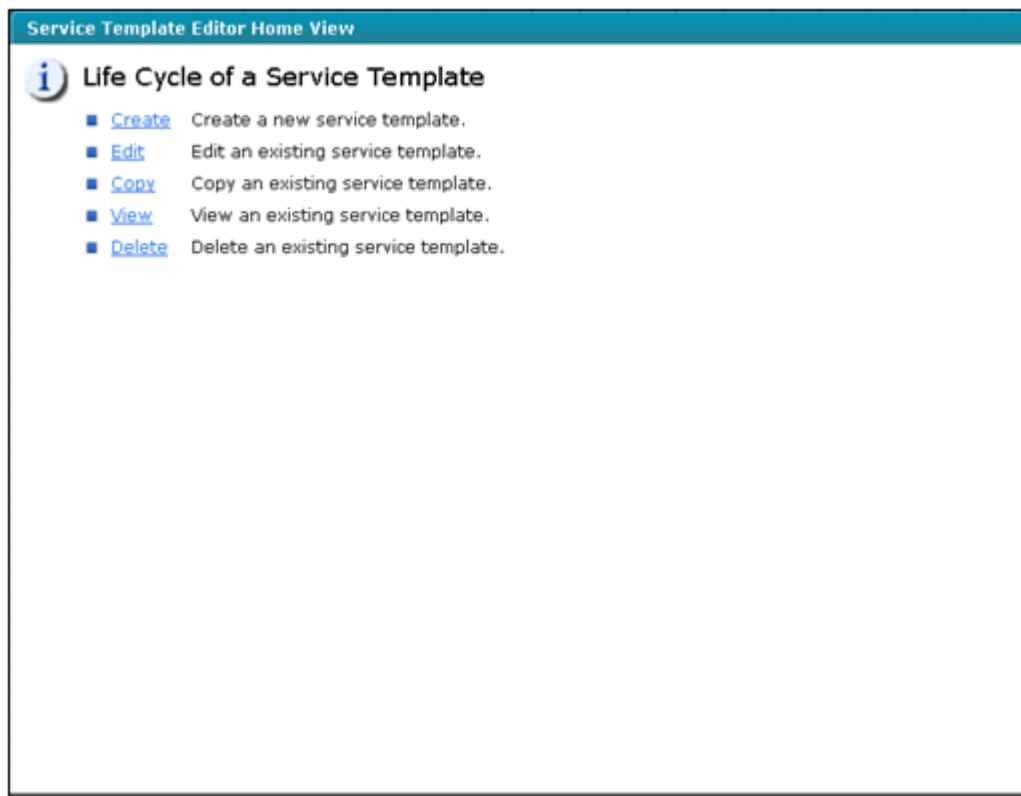 Service Template Editor Home View
i Life Cycle of a Service Template
Create Create a new service template.
Edit Edit an existing service template.
Copy Copy an existing service template.
View View an existing service template.
Delete Delete an existing service template.